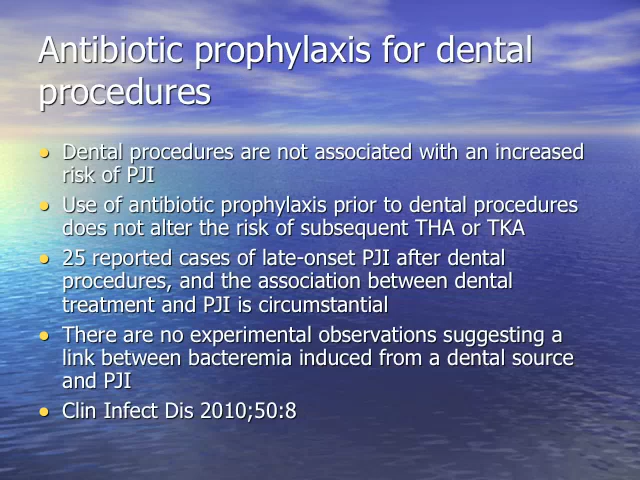 Antibiotic prophylaxis for dental
procedures
• Dental procedures are not associated with an increased
risk of PJI
• Use of antibiotic prophylaxis prior to dental procedures
does not alter the risk of subsequent THA or TKA
• 25 reported cases of late-onset PJI after dental
procedures, and the association between dental
treatment and PJI is circumstantial
• There are no experimental observations suggesting a
link between bacteremia induced from a dental source
and PJI
• Clin Infect Dis 2010;50:8